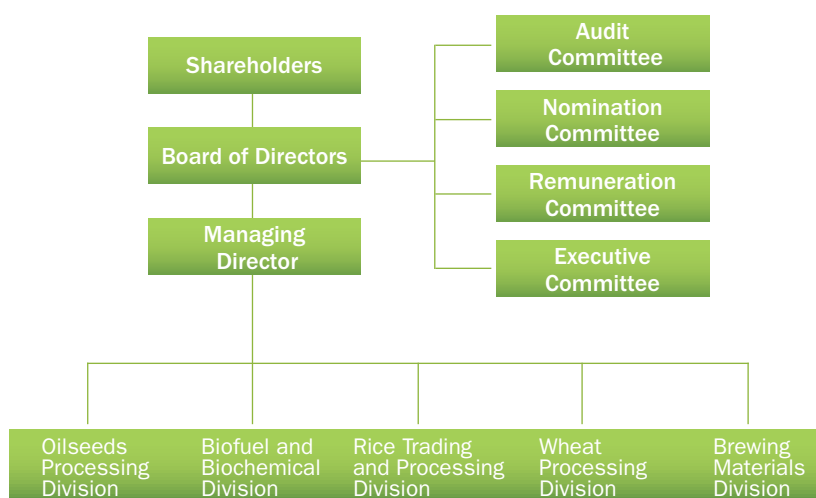 Shareholders
Board of Directors
Managing
Director
Audit
Committee
Nomination
Committee
Remuneration
Committee
Executive
Committee
Oilseeds
Processing
Division
Biofuel and
Biochemical
Division
Rice Trading
and Processing
Division
Wheat
Processing
Division
Brewing
Materials
Division